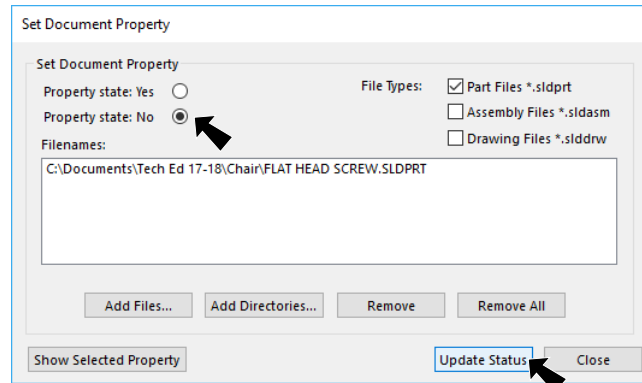 Set Document Property
Set Document Property
Property state: Yes
File Types: Part Files *.sldprt
Property state: No
Assembly Files *.sldasm
Drawing Files *.slddrw
Filenames:
C:\Documents\Tech Ed 17-18\Chair\FLAT HEAD SCREW.SLDPRT
Add Files... Add Directories... Remove Remove All
Show Selected Property Update Status Close